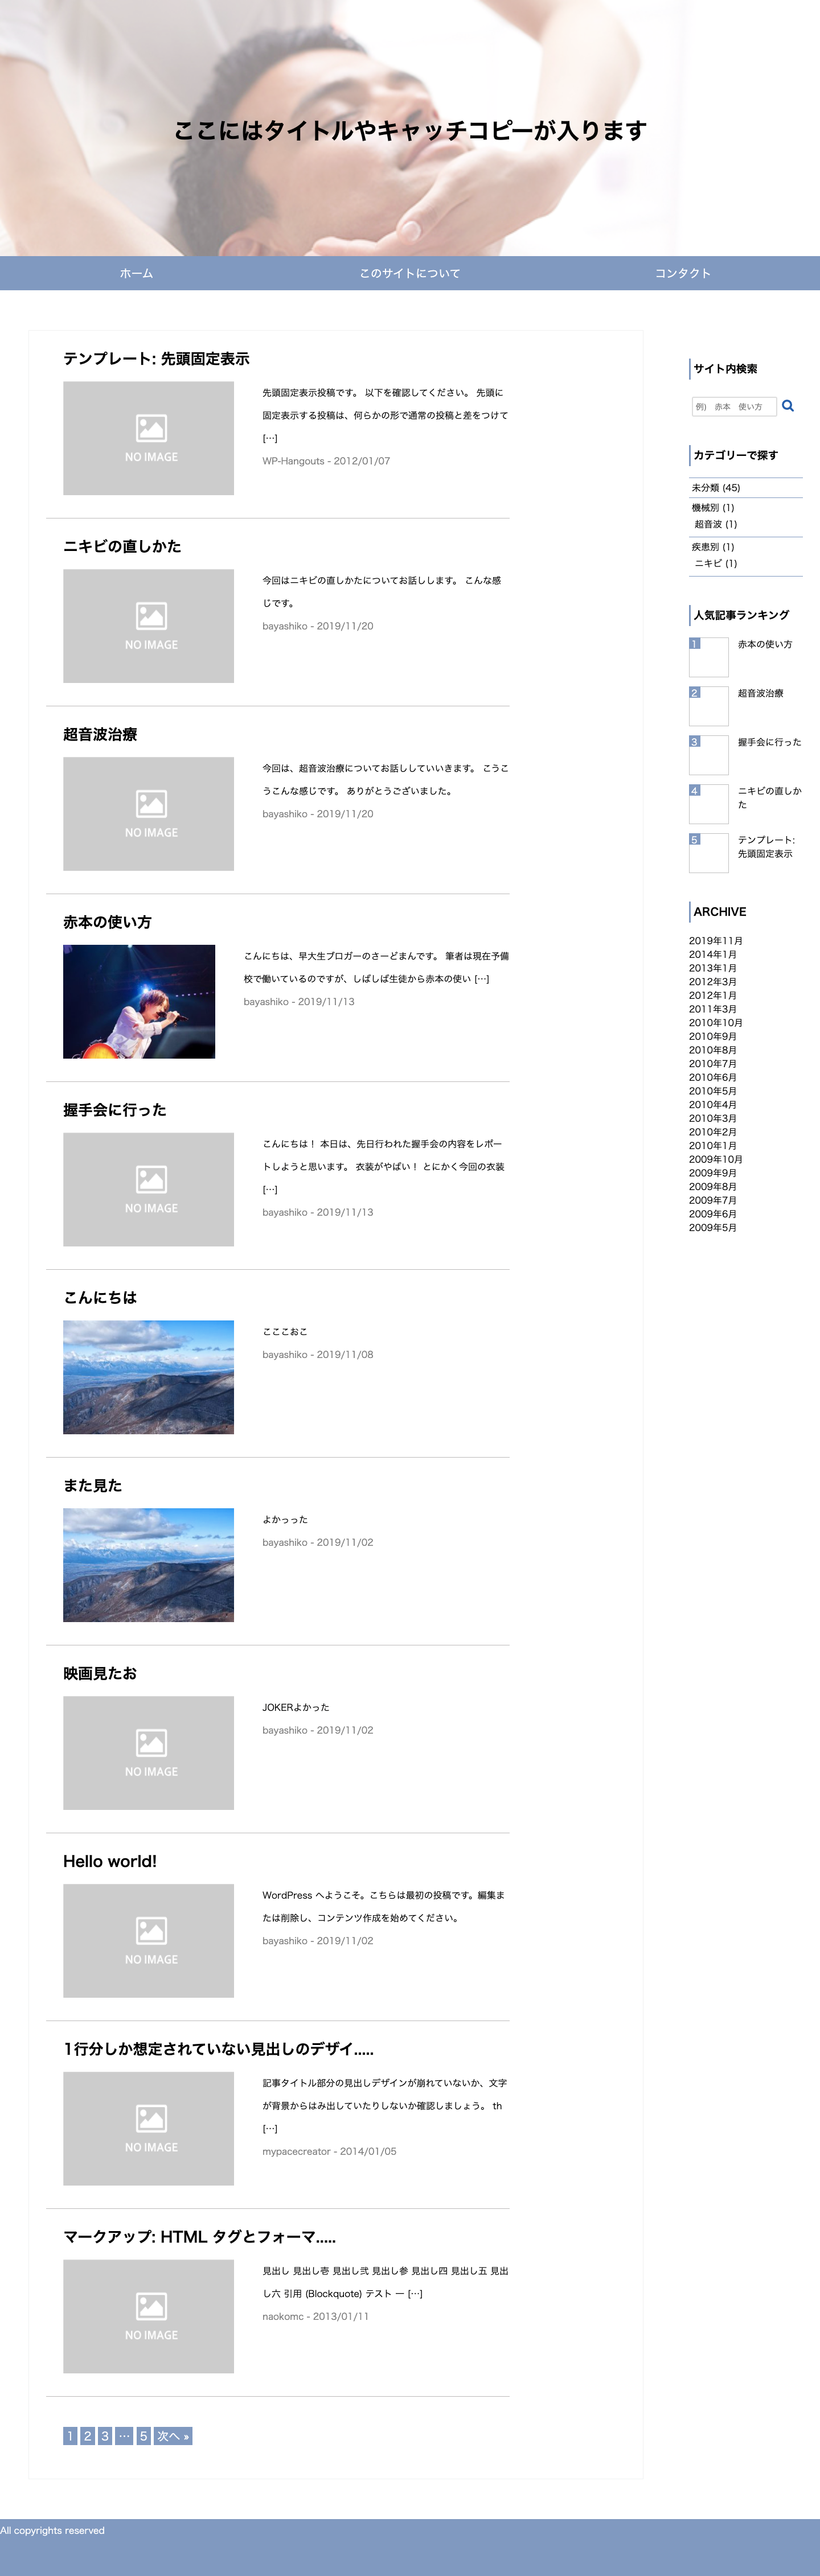 ここにはタイトルやキャッチコピーが入ります
ホーム
このサイトについて
コンタクト
テンプレート: 先頭固定表示
NO IMAGE
先頭固定表示投稿です。 以下を確認してください。 先頭に
固定表示する投稿は、何らかの形で通常の投稿と差をつけて
[…]
WP-Hangouts - 2012/01/07
ニキビの直しかた
NO IMAGE
今回はニキビの直しかたについてお話しします。 こんな感
じです。
bayashiko - 2019/11/20
超音波治療
NO IMAGE
今回は、超音波治療についてお話ししていいきます。 こうこ
うこんな感じです。 ありがとうございました。
bayashiko - 2019/11/20
赤本の使い方
こんにちは、早大生ブロガーのさーどまんです。 筆者は現在予備
校で働いているのですが、しばしば生徒から赤本の使い […]
bayashiko - 2019/11/13
握手会に行った
NO IMAGE
こんにちは！ 本日は、先日行われた握手会の内容をレポー
トしようと思います。 衣装がやばい！ とにかく今回の衣装
[…]
bayashiko - 2019/11/13
こんにちは
こここおこ
bayashiko - 2019/11/08
また見た
よかっった
bayashiko - 2019/11/02
映画見たお
NO IMAGE
JOKERよかった
bayashiko - 2019/11/02
Hello world!
NO IMAGE
WordPress へようこそ。こちらは最初の投稿です。編集ま
たは削除し、コンテンツ作成を始めてください。
bayashiko - 2019/11/02
1行分しか想定されていない見出しのデザイ.....
NO IMAGE
記事タイトル部分の見出しデザインが崩れていないか、文字
が背景からはみ出していたりしないか確認しましょう。 th
[…]
mypacecreator - 2014/01/05
マークアップ: HTML タグとフォーマ.....
NO IMAGE
見出し 見出し壱 見出し弐 見出し参 見出し四 見出し五 見出
し六 引用 (Blockquote) テスト 一 […]
naokomc - 2013/01/11
1 2 3 … 5 次へ »
サイト内検索
例)　赤本　使い方
カテゴリーで探す
未分類 (45)
機械別 (1)
超音波 (1)
疾患別 (1)
ニキビ (1)
人気記事ランキング
1 赤本の使い方
2 超音波治療
3 握手会に行った
4 ニキビの直しか
た
5 テンプレート:
先頭固定表示
ARCHIVE
2019年11月
2014年1月
2013年1月
2012年3月
2012年1月
2011年3月
2010年10月
2010年9月
2010年8月
2010年7月
2010年6月
2010年5月
2010年4月
2010年3月
2010年2月
2010年1月
2009年10月
2009年9月
2009年8月
2009年7月
2009年6月
2009年5月
All copyrights reserved